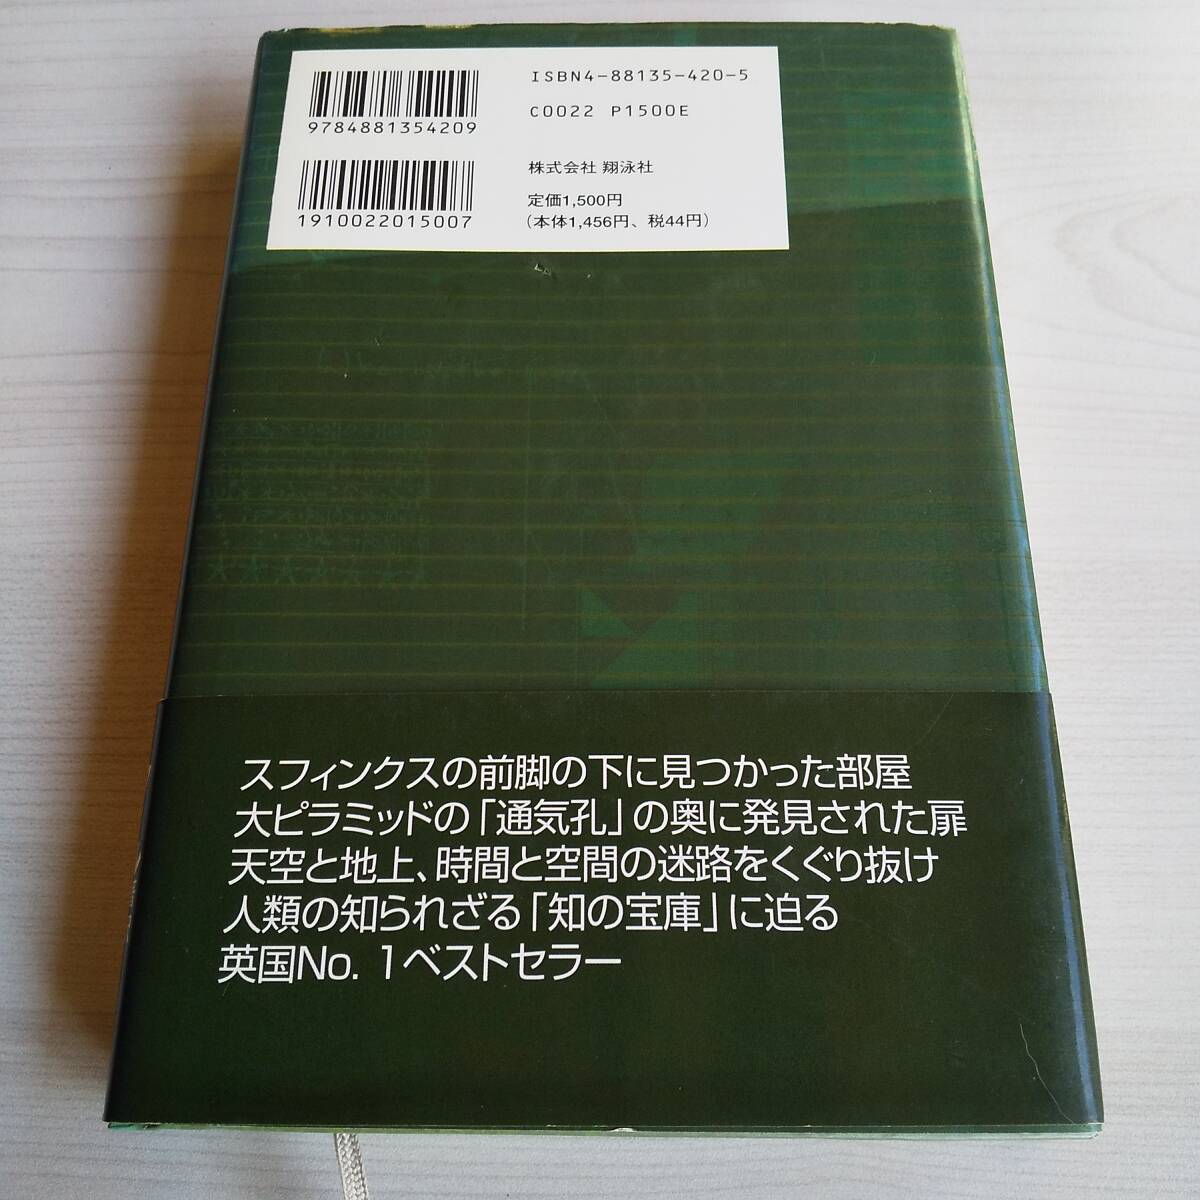 ISBN4-88135-420-5
9784881354209
C0022 P1500E
1910022015007
株式会社 翔泳社
定価1,500円
(本体1,456円、税44円)
スフィンクスの前脚の下に見つかった部屋
大ピラミッドの「通気孔」の奥に発見された扉
天空と地上、時間と空間の迷路をくぐり抜け
人類の知られざる「知の宝庫」に迫る
英国No. 1ベストセラー